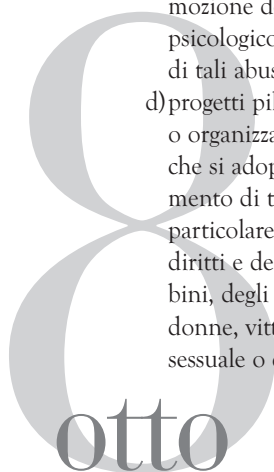 mozione d
psicologico
di tali abus
d) progetti pil
o organizza
che si adop
mento di t
particolare
diritti e de
bini, degli
donne, vitt
sessuale o
8
otto